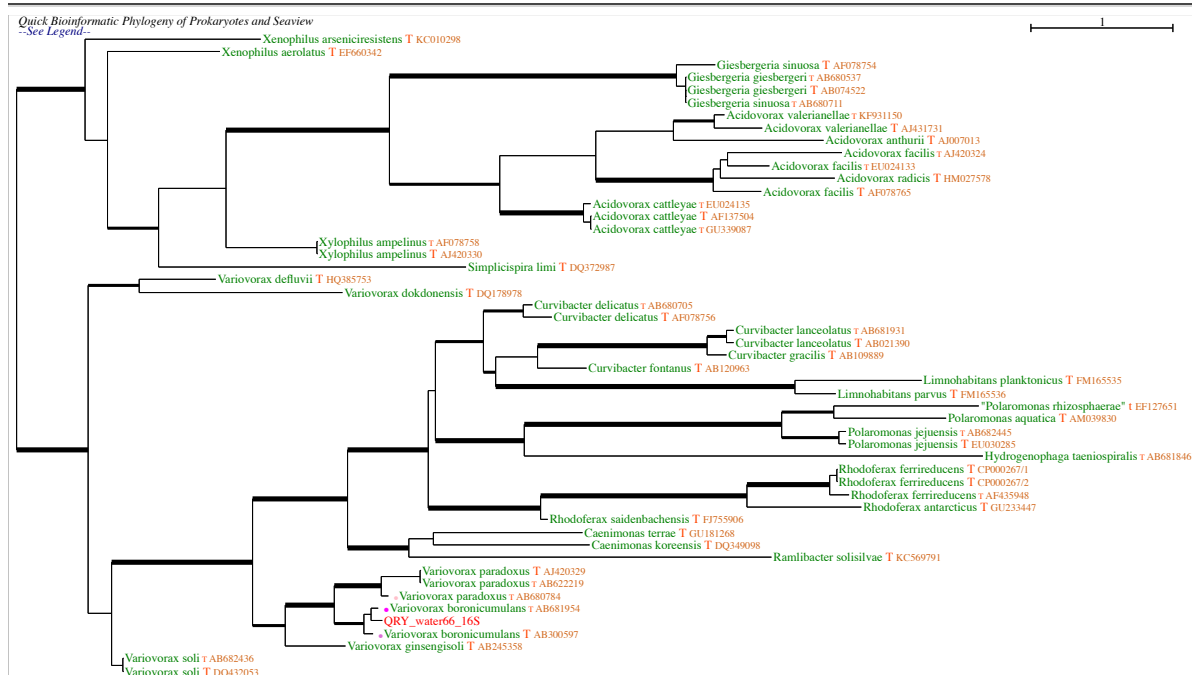 Quick Bioinformatic Phylogeny of Prokaryotes and Seaview
--See Legend--
1
Xenophilus arseniciresistens T KC010298
Xenophilus aerolatus T EF660342
Giesbergeria sinuosa T AF078754
Giesbergeria giesbergeri T AB680537
Giesbergeria giesbergeri T AB074522
Giesbergeria sinuosa T AB680711
Acidovorax valerianellae T KF931150
Acidovorax valerianellae T AJ431731
Acidovorax anthurii T AJ007013
Acidovorax facilis T AJ420324
Acidovorax facilis T EU024133
Acidovorax radicis T HM027578
Acidovorax facilis T AF078765
Acidovorax cattleyae T EU024135
Acidovorax cattleyae T AF137504
Acidovorax cattleyae T GU339087
Xylophilus ampelinus T AF078758
Xylophilus ampelinus T AJ420330
Simplicispira limi T DQ372987
Variovorax defluvii T HQ385753
Variovorax dokdonensis T DQ178978
Curvibacter delicatus T AB680705
Curvibacter delicatus T AF078756
Curvibacter lanceolatus T AB681931
Curvibacter lanceolatus T AB021390
Curvibacter gracilis T AB109889
Curvibacter fontanus T AB120963
Limnohabitans planktonicus T FM165535
Limnohabitans parvus T FM165536
"Polaromonas rhizosphaerae" t EF127651
Polaromonas aquatica T AM039830
Polaromonas jejuensis T AB682445
Polaromonas jejuensis T EU030285
Hydrogenophaga taeniospiralis T AB681846
Rhodoferax ferrireducens T CP000267/1
Rhodoferax ferrireducens T CP000267/2
Rhodoferax ferrireducens T AF435948
Rhodoferax antarcticus T GU233447
Rhodoferax saidenbachensis T FJ755906
Caenimonas terrae T GU181268
Caenimonas koreensis T DQ349098
Ramlibacter solisilvae T KC569791
Variovorax paradoxus T AJ420329
Variovorax paradoxus T AB622219
Variovorax paradoxus T AB680784
Variovorax boronicumulans T AB681954
QRY_water66_16S
Variovorax boronicumulans T AB300597
Variovorax ginsengisoli T AB245358
Variovorax soli T AB682436
Variovorax soli T DQ432053